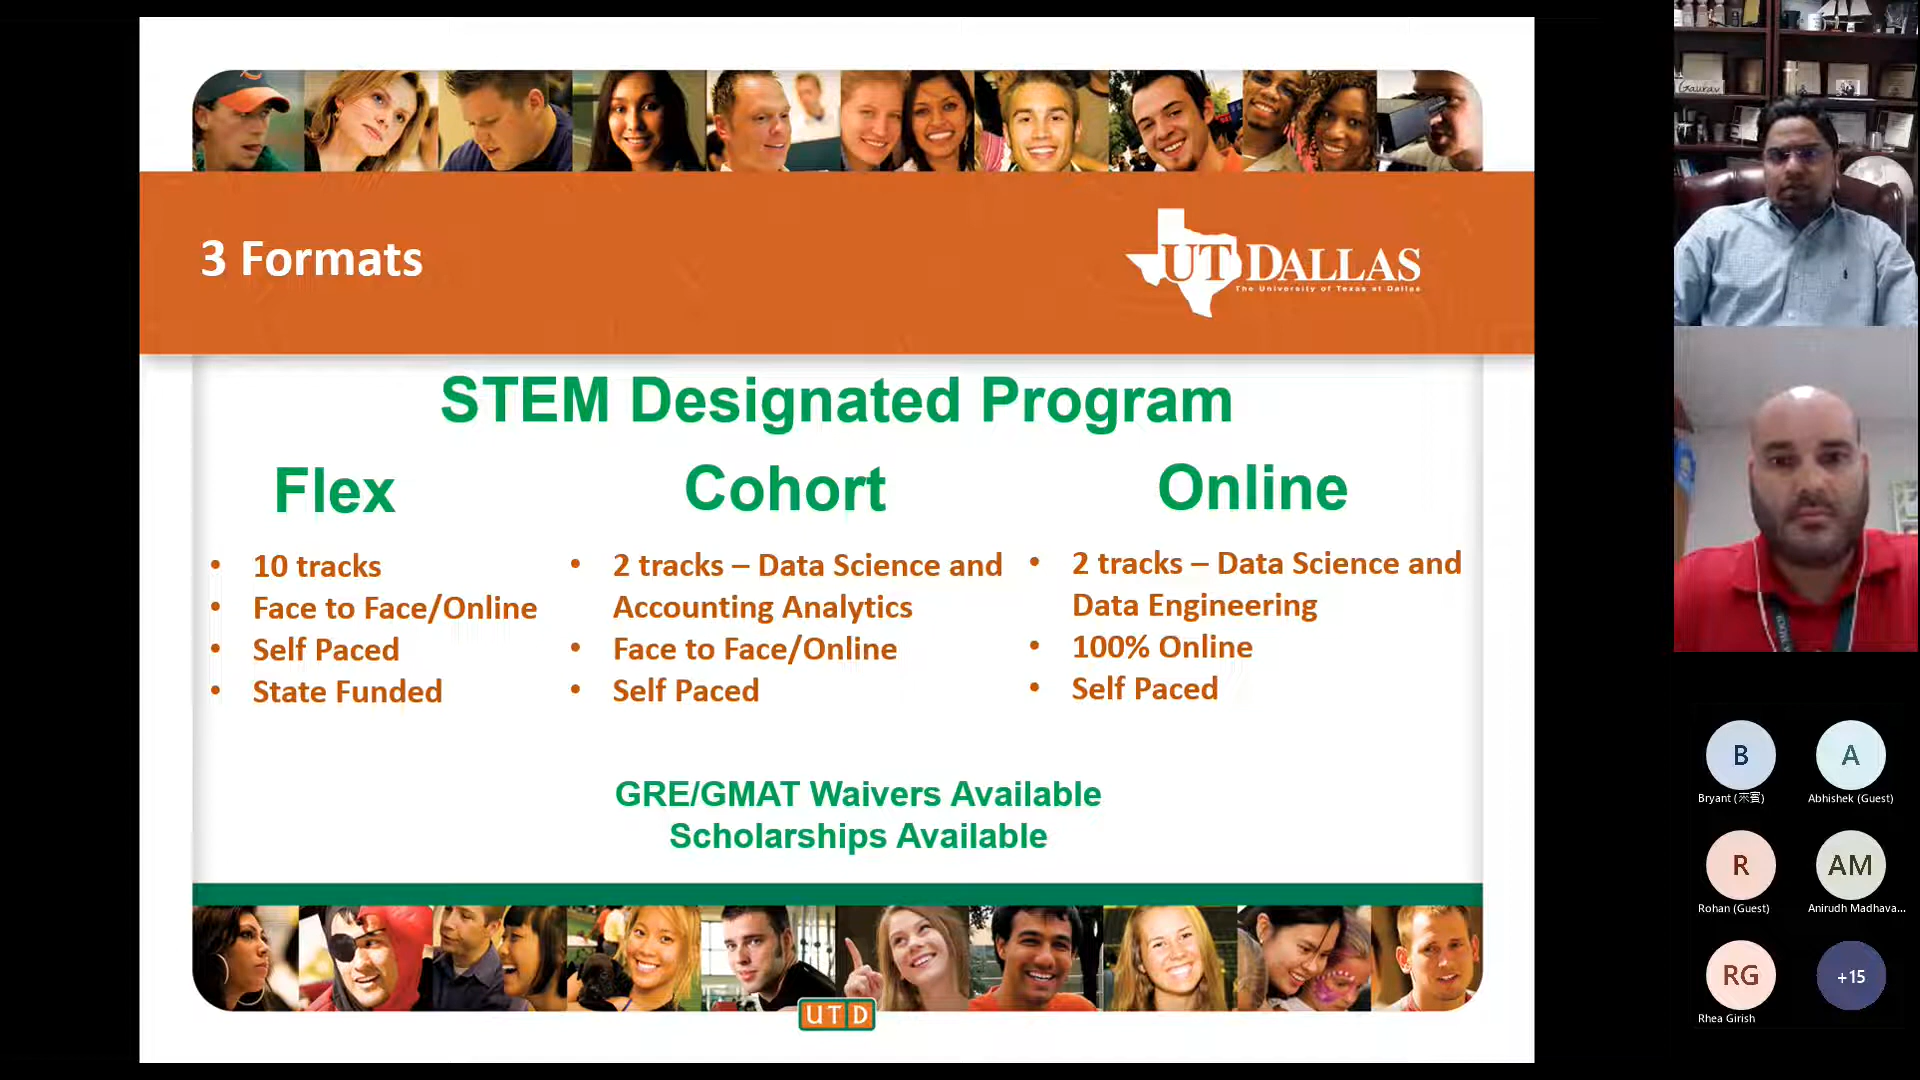 3 Formats
UT DALLAS
The University of Texas at Dallas
STEM Designated Program
Flex
• 10 tracks
• Face to Face/Online
• Self Paced
• State Funded
Cohort
• 2 tracks – Data Science and
Accounting Analytics
• Face to Face/Online
• Self Paced
Online
• 2 tracks – Data Science and
Data Engineering
• 100% Online
• Self Paced
GRE/GMAT Waivers Available
Scholarships Available
UTD
Gaurav
B
Bryant
A
Abhishek (Guest)
R
Rohan (Guest)
AM
Anirudh Madhava...
RG
Rhea Girish
+15